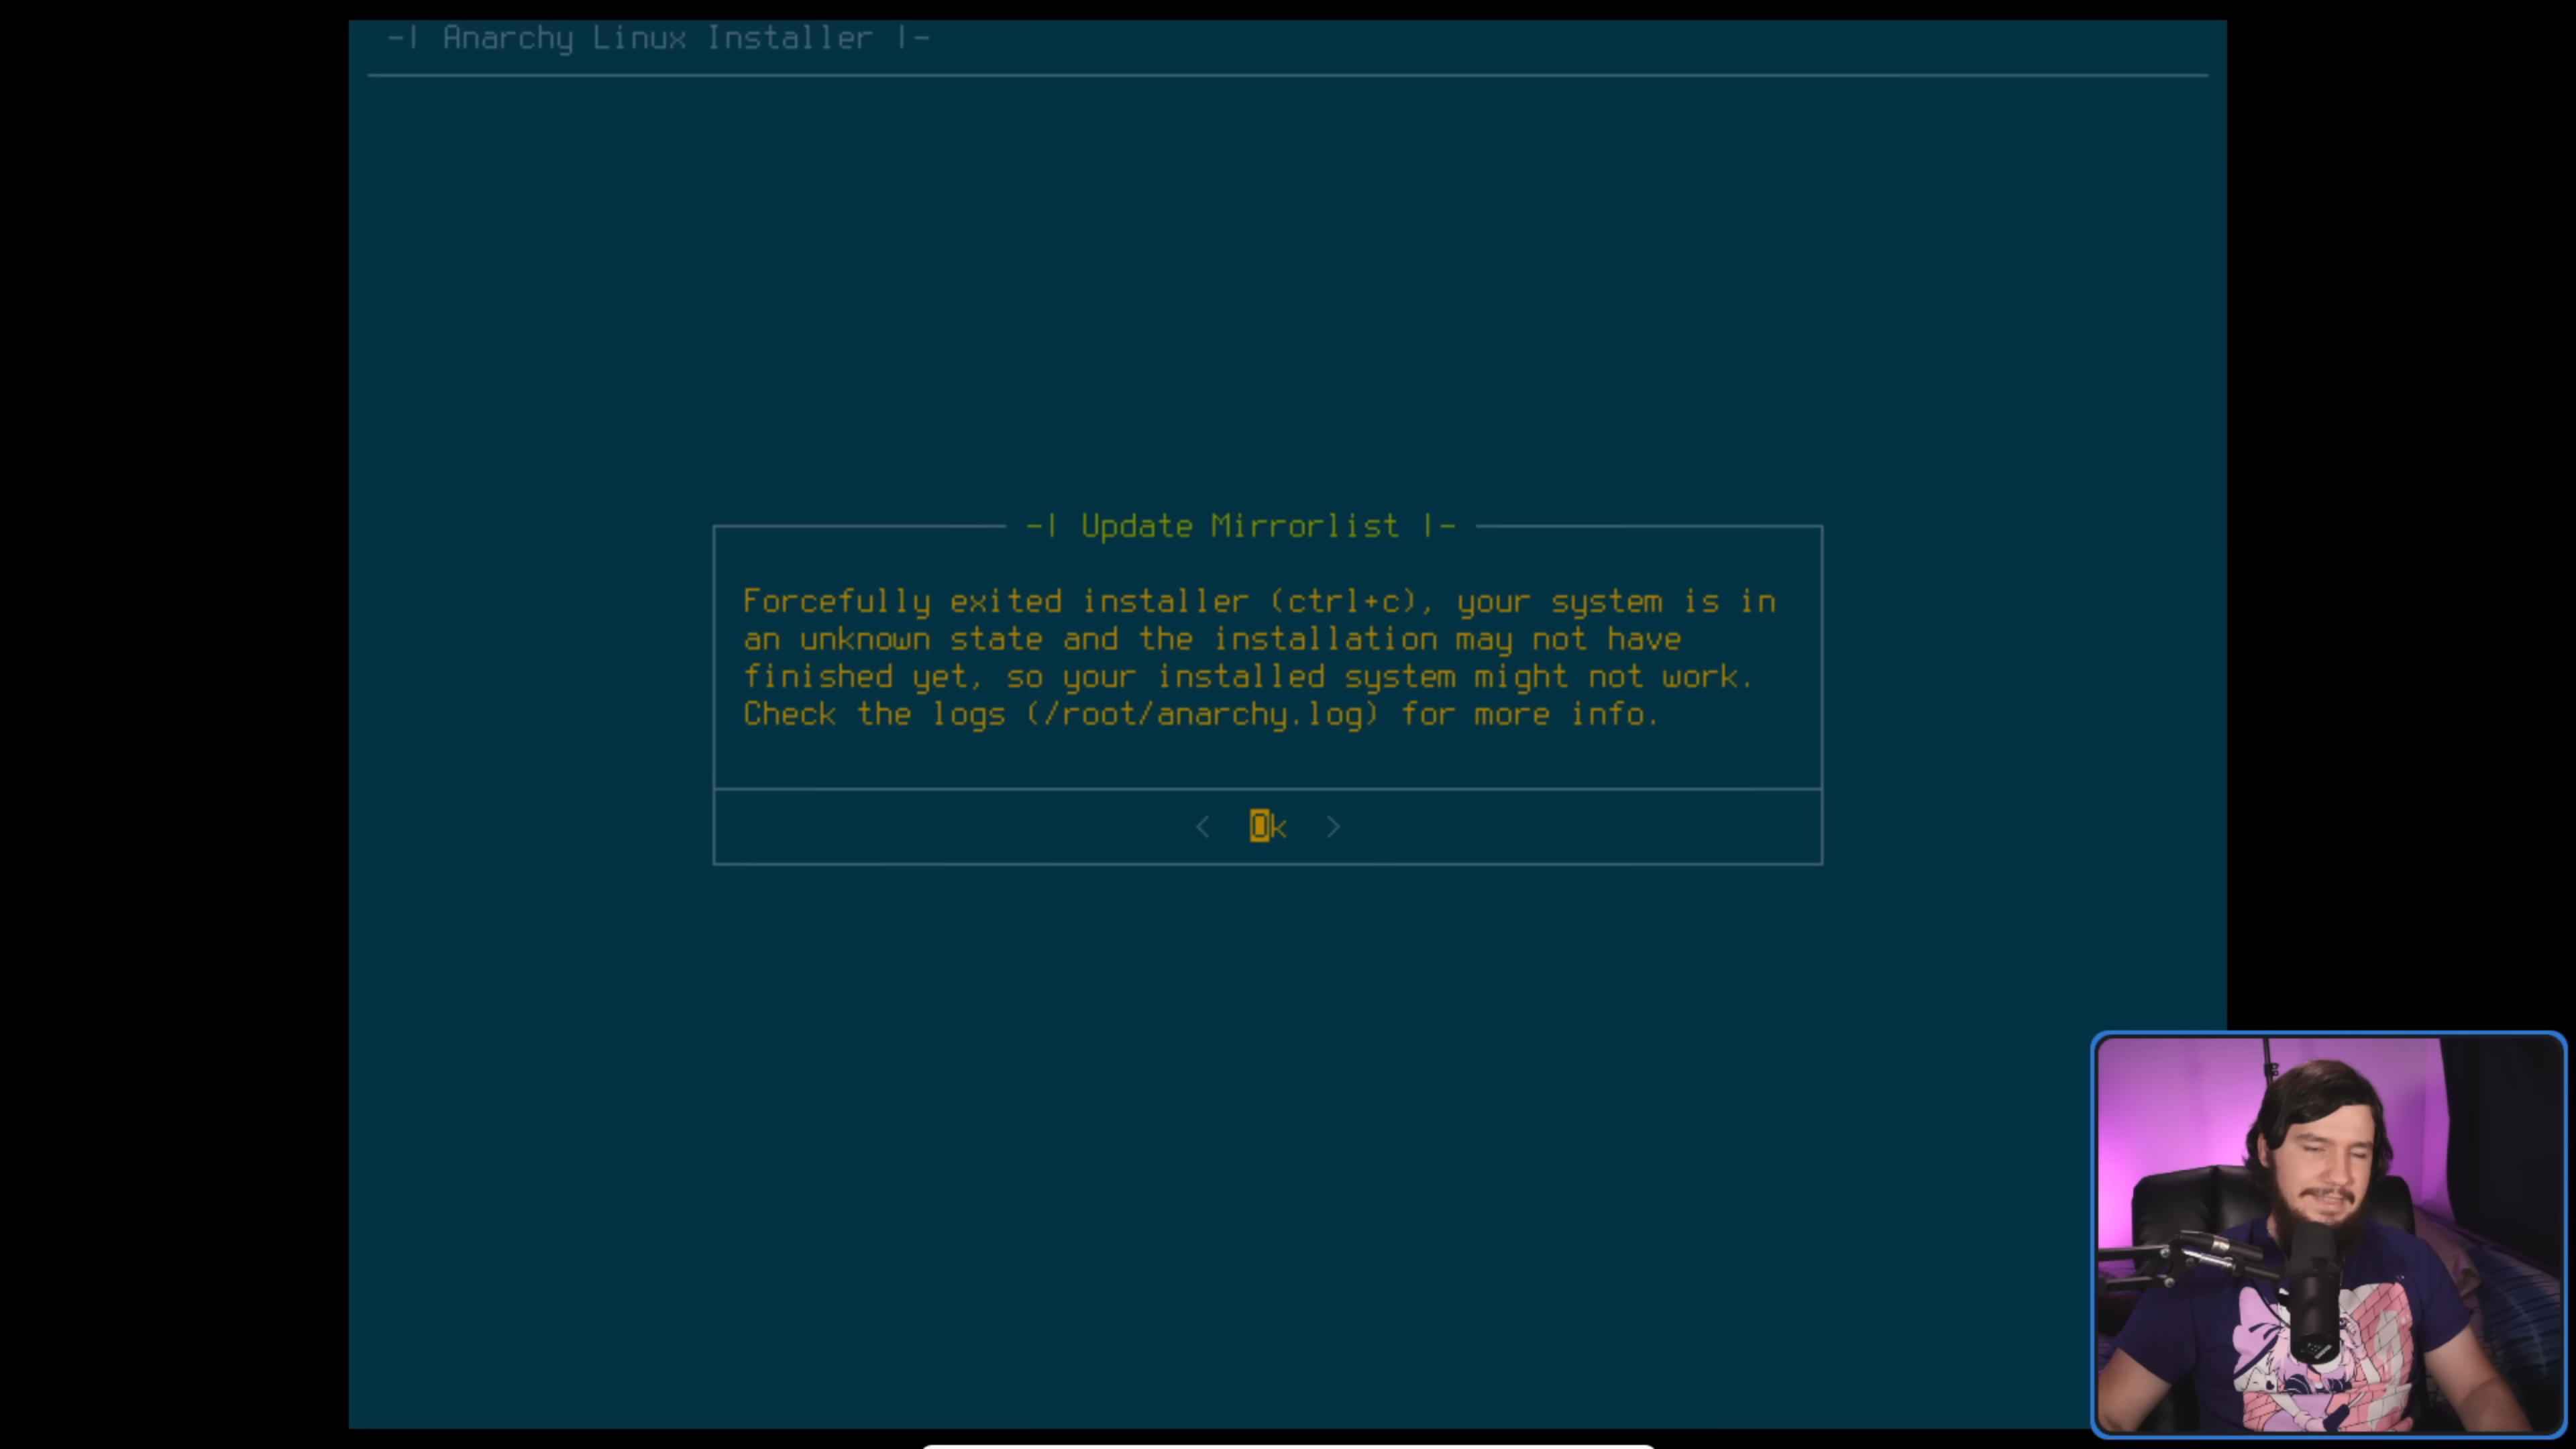 -| Anarchy Linux Installer |-
-| Update Mirrorlist |-
Forcefully exited installer (ctrl+c), your system is in
an unknown state and the installation may not have
finished yet, so your installed system might not work.
Check the logs (/root/anarchy.log) for more info.
< Ok >